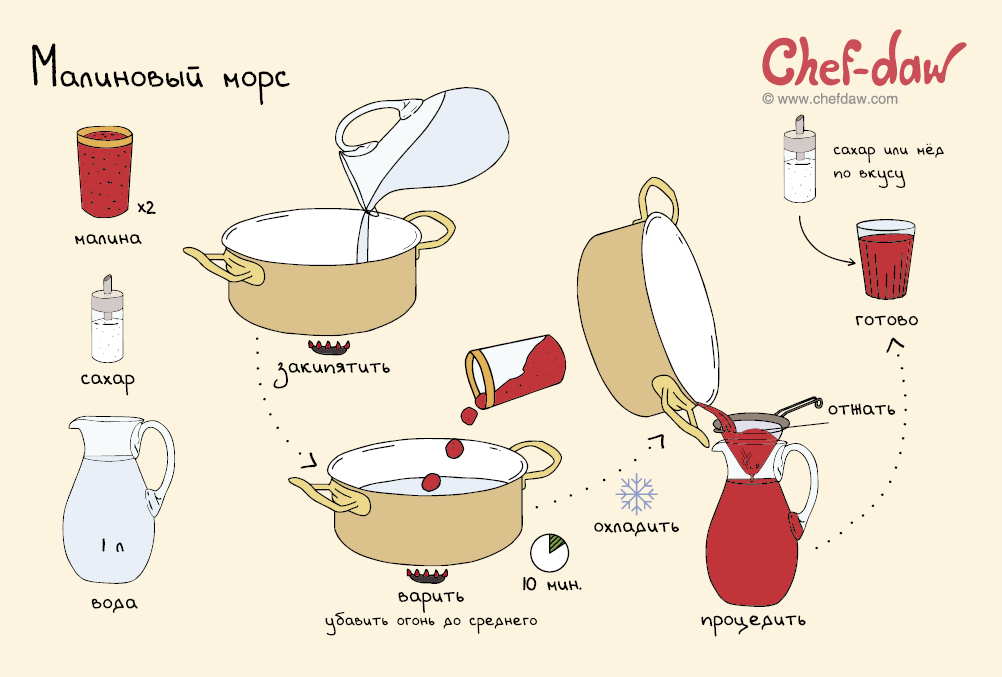 Малиновый морс
Chef-daw
© www.chefdaw.com
x2
малина
сахар
1 л
вода
закипятить
варить
убавить огонь до среднего
10 мин.
охладить
отжать
процедить
сахар или мёд
по вкусу
готово